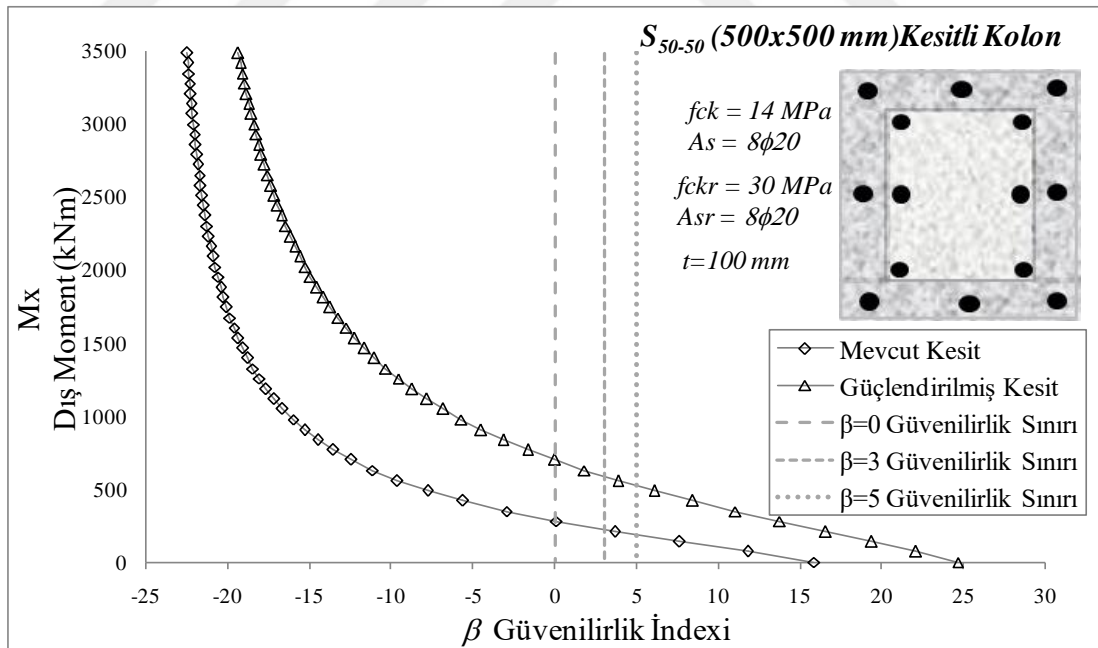 S50-50 (500x500 mm)Kesitli Kolon
fck = 14 MPa
As = 8ϕ20
fckr = 30 MPa
Asr = 8ϕ20
t=100 mm
Mx
Dış Moment (kNm)
3500
3000
2500
2000
1500
1000
500
0
Mevcut Kesit
Güçlendirilmiş Kesit
β=0 Güvenilirlik Sınırı
β=3 Güvenilirlik Sınırı
β=5 Güvenilirlik Sınırı
-25 -20 -15 -10 -5 0 5 10 15 20 25 30
β Güvenilirlik İndexi